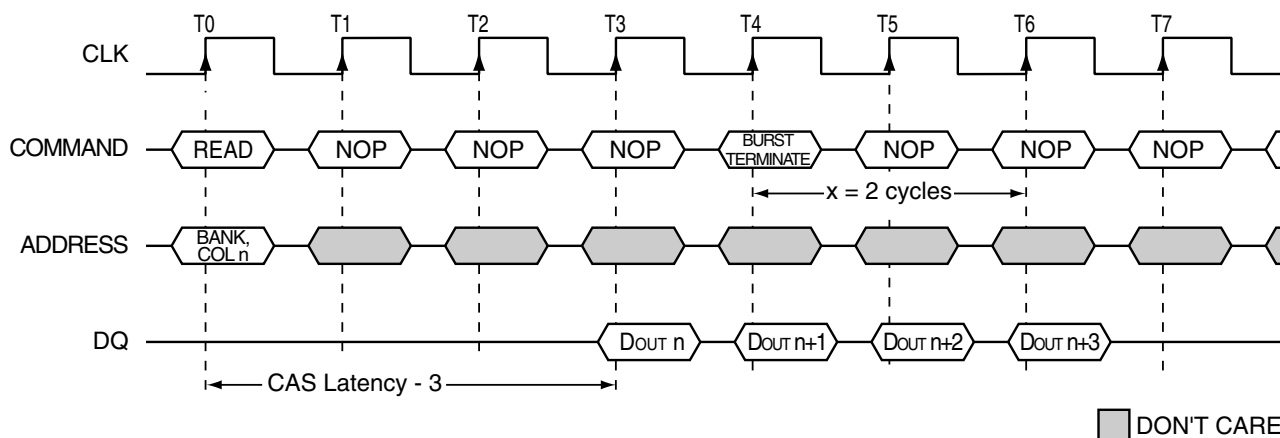 T0 T1 T2 T3 T4 T5 T6 T7
CLK
COMMAND READ NOP NOP NOP BURST TERMINATE NOP NOP NOP
x = 2 cycles
ADDRESS BANK, COL n
DQ DOUT n DOUT n+1 DOUT n+2 DOUT n+3
CAS Latency - 3
DON'T CARE